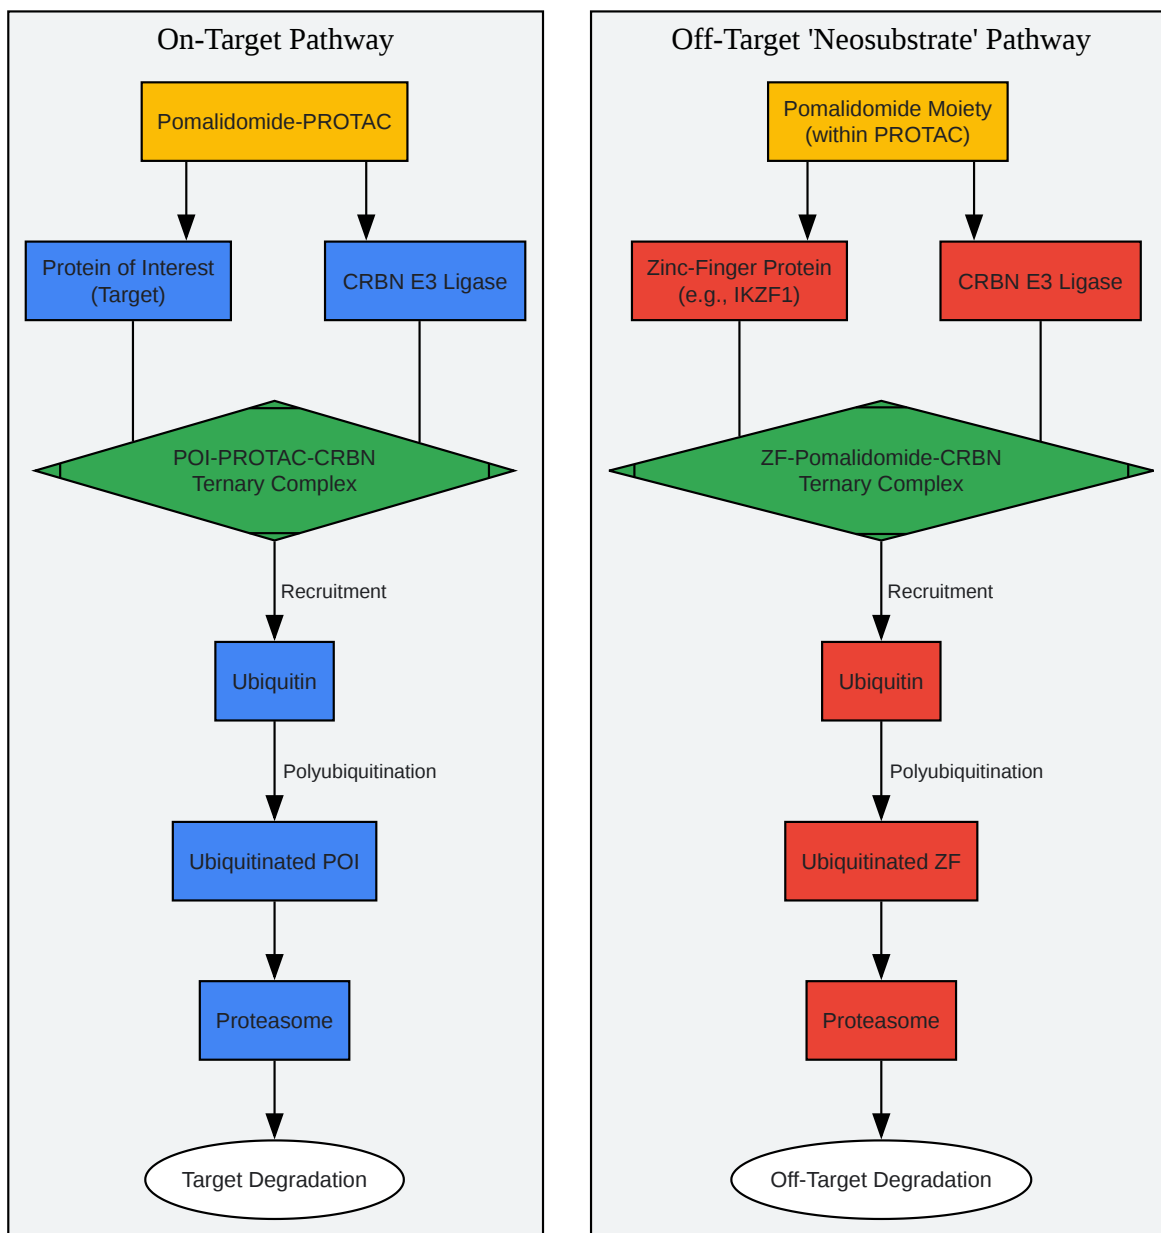 On-Target Pathway
Pomalidomide-PROTAC
Protein of Interest
(Target)
CRBN E3 Ligase
POI-PROTAC-CRBN
Ternary Complex
Recruitment
Ubiquitin
Polyubiquitination
Ubiquitinated POI
Proteasome
Target Degradation
Off-Target 'Neosubstrate' Pathway
Pomalidomide Moiety
(within PROTAC)
Zinc-Finger Protein
(e.g., IKZF1)
CRBN E3 Ligase
ZF-Pomalidomide-CRBN
Ternary Complex
Recruitment
Ubiquitin
Polyubiquitination
Ubiquitinated ZF
Proteasome
Off-Target Degradation